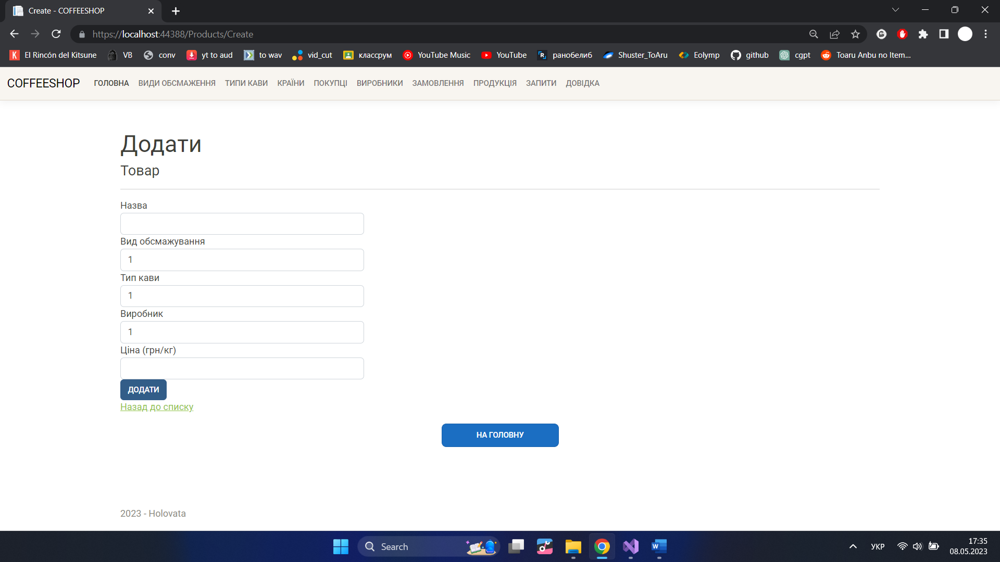 Create - COFFEESHOP
https://localhost:44388/Products/Create
El Rincón del Kitsune VB conv yt to aud to wav vid_cut классрум YouTube Music YouTube ранобелиб Shuster_ToAru Eolymp github cgpt Toaru Anbu no Item...
COFFEESHOP ГОЛОВНА ВИДИ ОБСМАЖЕННЯ ТИПИ КАВИ КРАЇНИ ПОКУПЦІ ВИРОБНИКИ ЗАМОВЛЕННЯ ПРОДУКЦІЯ ЗАПИТИ ДОВІДКА
Додати
Товар
Назва
Вид обсмажування
1
Тип кави
1
Виробник
1
Ціна (грн/кг)
ДОДАТИ
Назад до списку
НА ГОЛОВНУ
2023 - Holovata
Search
УКР
17:35
08.05.2023